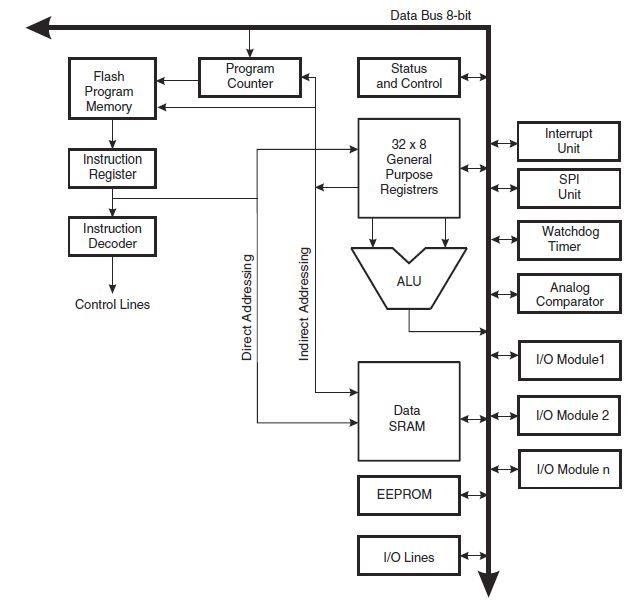 Data Bus 8-bit
Flash
Program
Memory
Program
Counter
Status
and Control
Instruction
Register
32 x 8
General
Purpose
Registrers
Interrupt
Unit
SPI
Unit
Instruction
Decoder
Watchdog
Timer
Control Lines
Direct Addressing
Indirect Addressing
ALU
Analog
Comparator
I/O Module1
Data
SRAM
I/O Module 2
I/O Module n
EEPROM
I/O Lines